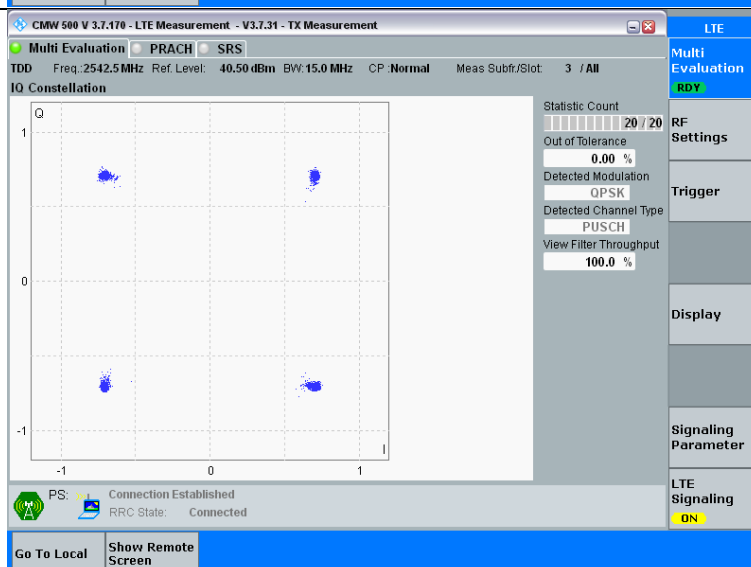 CMW 500 V 3.7.170 - LTE Measurement - V3.7.31 - TX Measurement
LTE
Multi Evaluation PRACH SRS
Multi
Evaluation
RDY
TDD Freq.:2542.5 MHz Ref. Level: 40.50 dBm BW:15.0 MHz CP :Normal Meas Subfr./Slot: 3 / All
IQ Constellation
Q
1
0
-1
-1 0 1
I
Statistic Count
20 / 20
Out of Tolerance
0.00 %
Detected Modulation
QPSK
Detected Channel Type
PUSCH
View Filter Throughput
100.0 %
RF
Settings
Trigger
Display
Signaling
Parameter
LTE
Signaling
ON
PS: Connection Established
RRC State: Connected
Go To Local
Show Remote
Screen